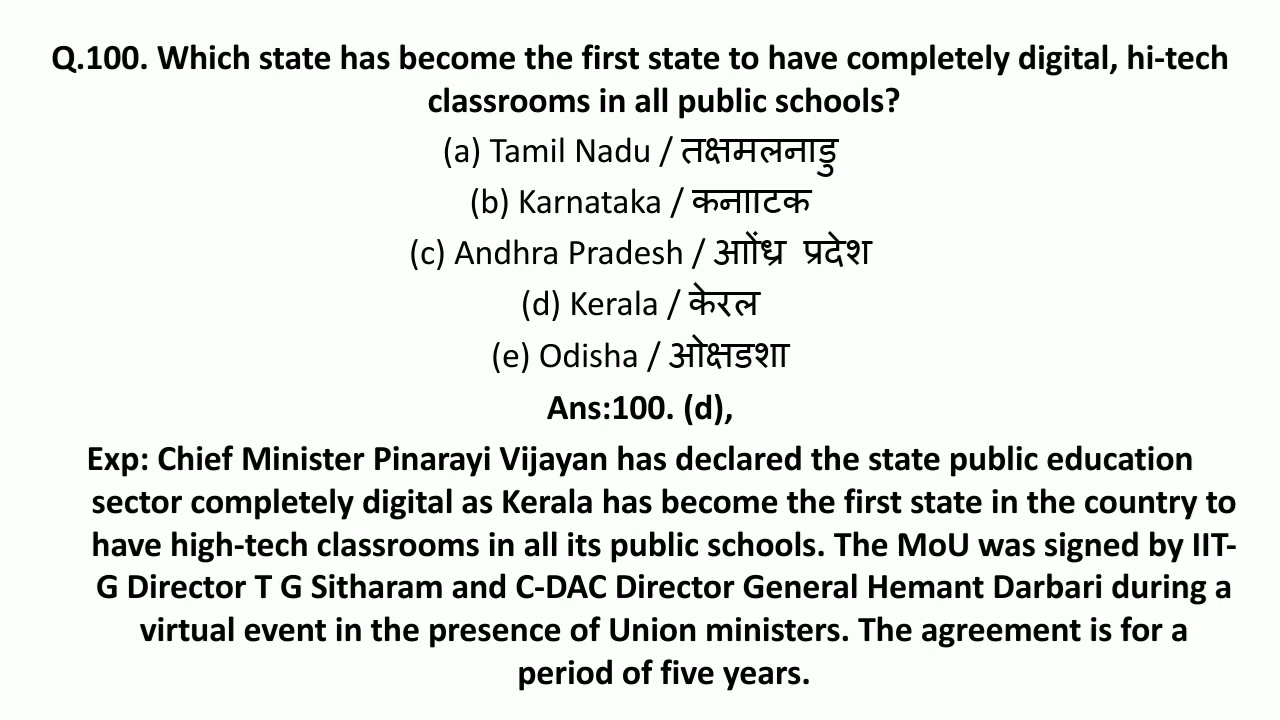 Q.100. Which state has become the first state to have completely digital, hi-tech
classrooms in all public schools?
(a) Tamil Nadu / तक्षमलनाडु
(b) Karnataka / कनााटक
(c) Andhra Pradesh / आोंध्र प्रदेश
(d) Kerala / केरल
(e) Odisha / ओक्षडशा
Ans:100. (d),
Exp: Chief Minister Pinarayi Vijayan has declared the state public education
sector completely digital as Kerala has become the first state in the country to
have high-tech classrooms in all its public schools. The MoU was signed by IIT-
G Director T G Sitharam and C-DAC Director General Hemant Darbari during a
virtual event in the presence of Union ministers. The agreement is for a
period of five years.